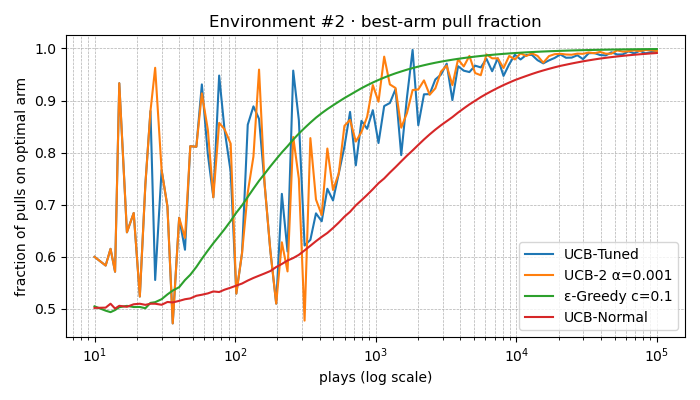 Environment #2 · best-arm pull fraction
fraction of pulls on optimal arm
1.0
0.9
0.8
0.7
0.6
0.5
UCB-Tuned
UCB-2 α=0.001
ε-Greedy c=0.1
UCB-Normal
10¹ 10² 10³ 10⁴ 10⁵
plays (log scale)